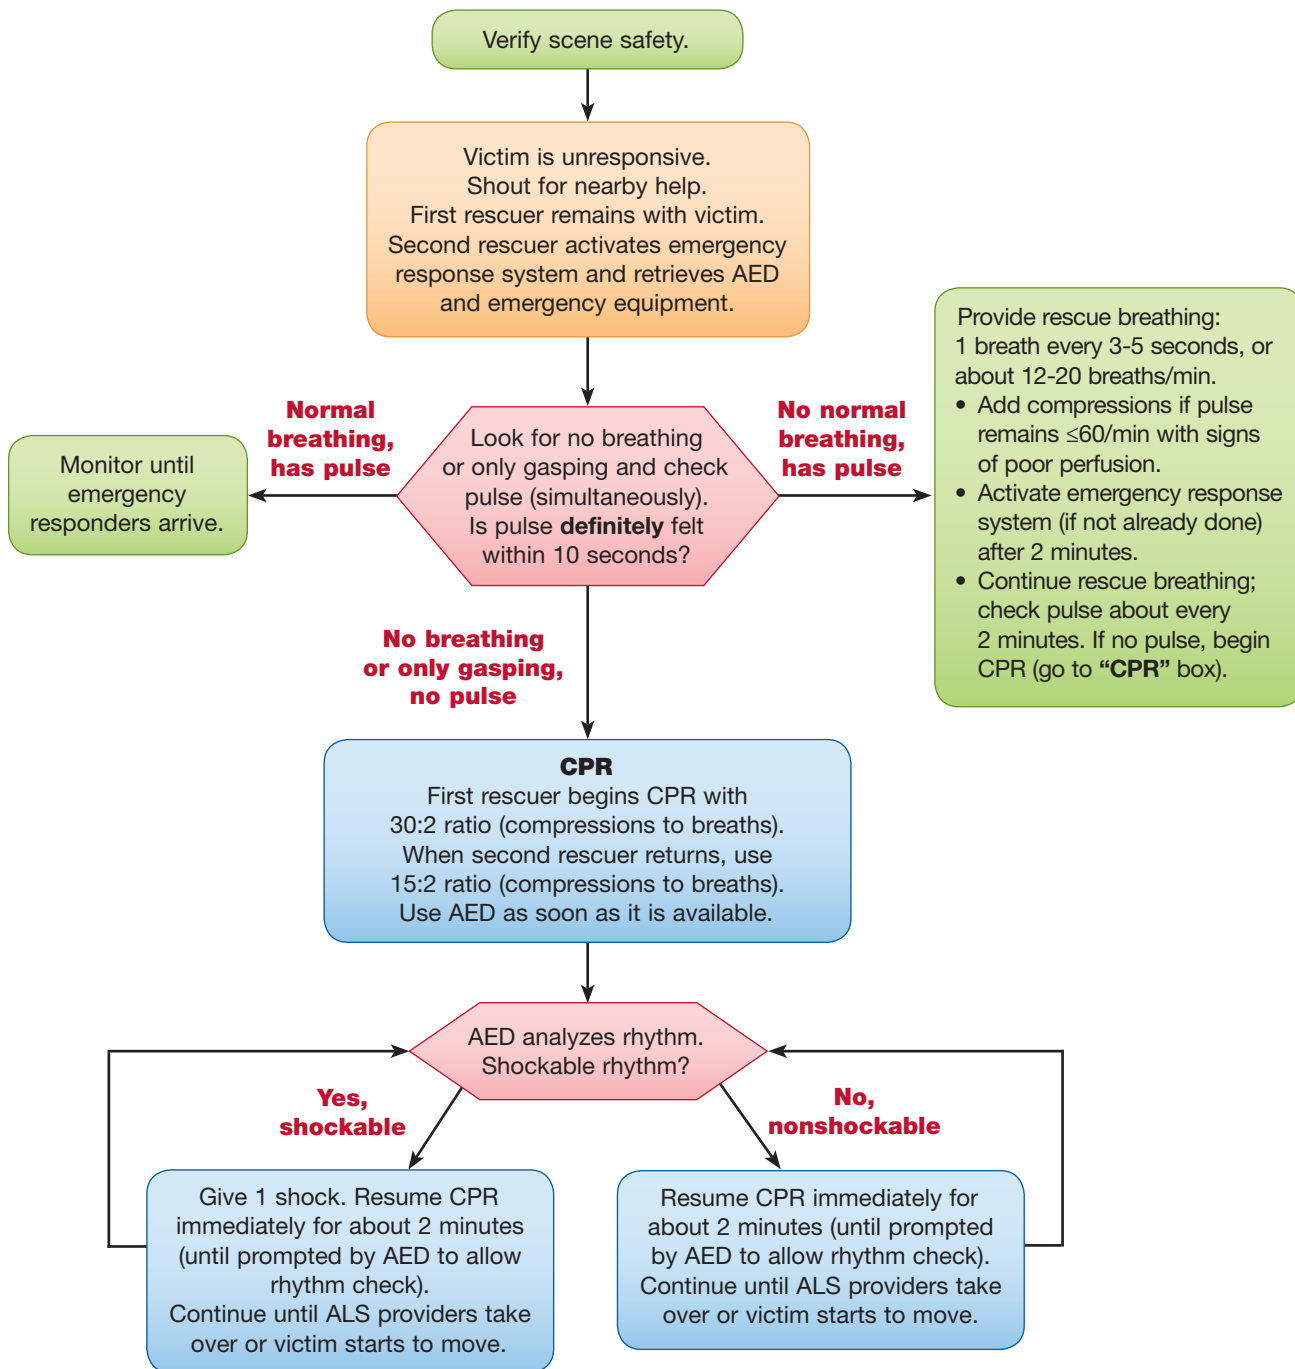 Verify scene safety.
Victim is unresponsive.
Shout for nearby help.
First rescuer remains with victim.
Second rescuer activates emergency
response system and retrieves AED
and emergency equipment.
Normal
breathing,
has pulse
Monitor until
emergency
responders arrive.
Look for no breathing
or only gasping and check
pulse (simultaneously).
Is pulse definitely felt
within 10 seconds?
No normal
breathing,
has pulse
Provide rescue breathing:
1 breath every 3-5 seconds, or
about 12-20 breaths/min.
• Add compressions if pulse
remains ≤60/min with signs
of poor perfusion.
• Activate emergency response
system (if not already done)
after 2 minutes.
• Continue rescue breathing;
check pulse about every
2 minutes. If no pulse, begin
CPR (go to “CPR” box).
No breathing
or only gasping,
no pulse
CPR
First rescuer begins CPR with
30:2 ratio (compressions to breaths).
When second rescuer returns, use
15:2 ratio (compressions to breaths).
Use AED as soon as it is available.
AED analyzes rhythm.
Shockable rhythm?
Yes,
shockable
No,
nonshockable
Give 1 shock. Resume CPR
immediately for about 2 minutes
(until prompted by AED to allow
rhythm check).
Continue until ALS providers take
over or victim starts to move.
Resume CPR immediately for
about 2 minutes (until prompted
by AED to allow rhythm check).
Continue until ALS providers take
over or victim starts to move.